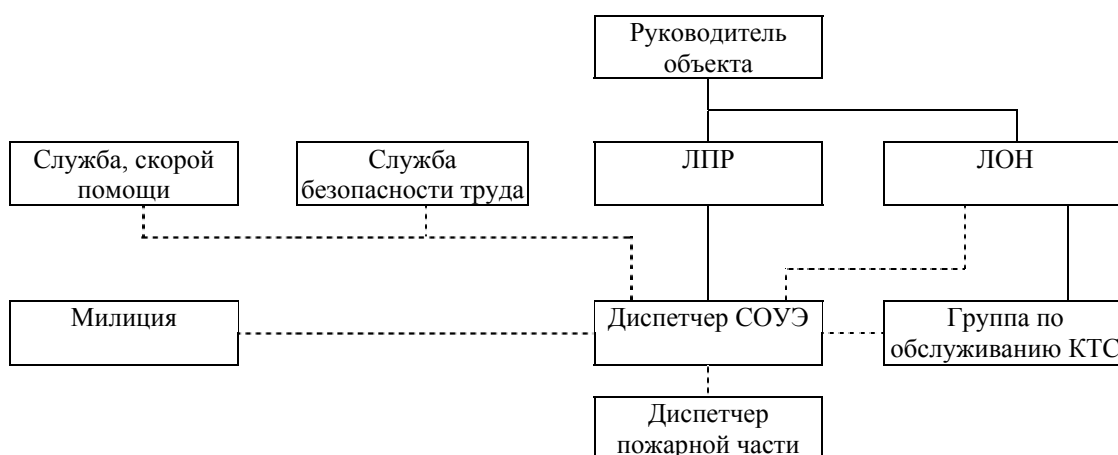 Руководитель
объекта
Служба, скорой
помощи
Служба
безопасности труда
ЛПР
ЛОН
Милиция
Диспетчер СОУЭ
Группа по
обслуживанию КТС
Диспетчер
пожарной части